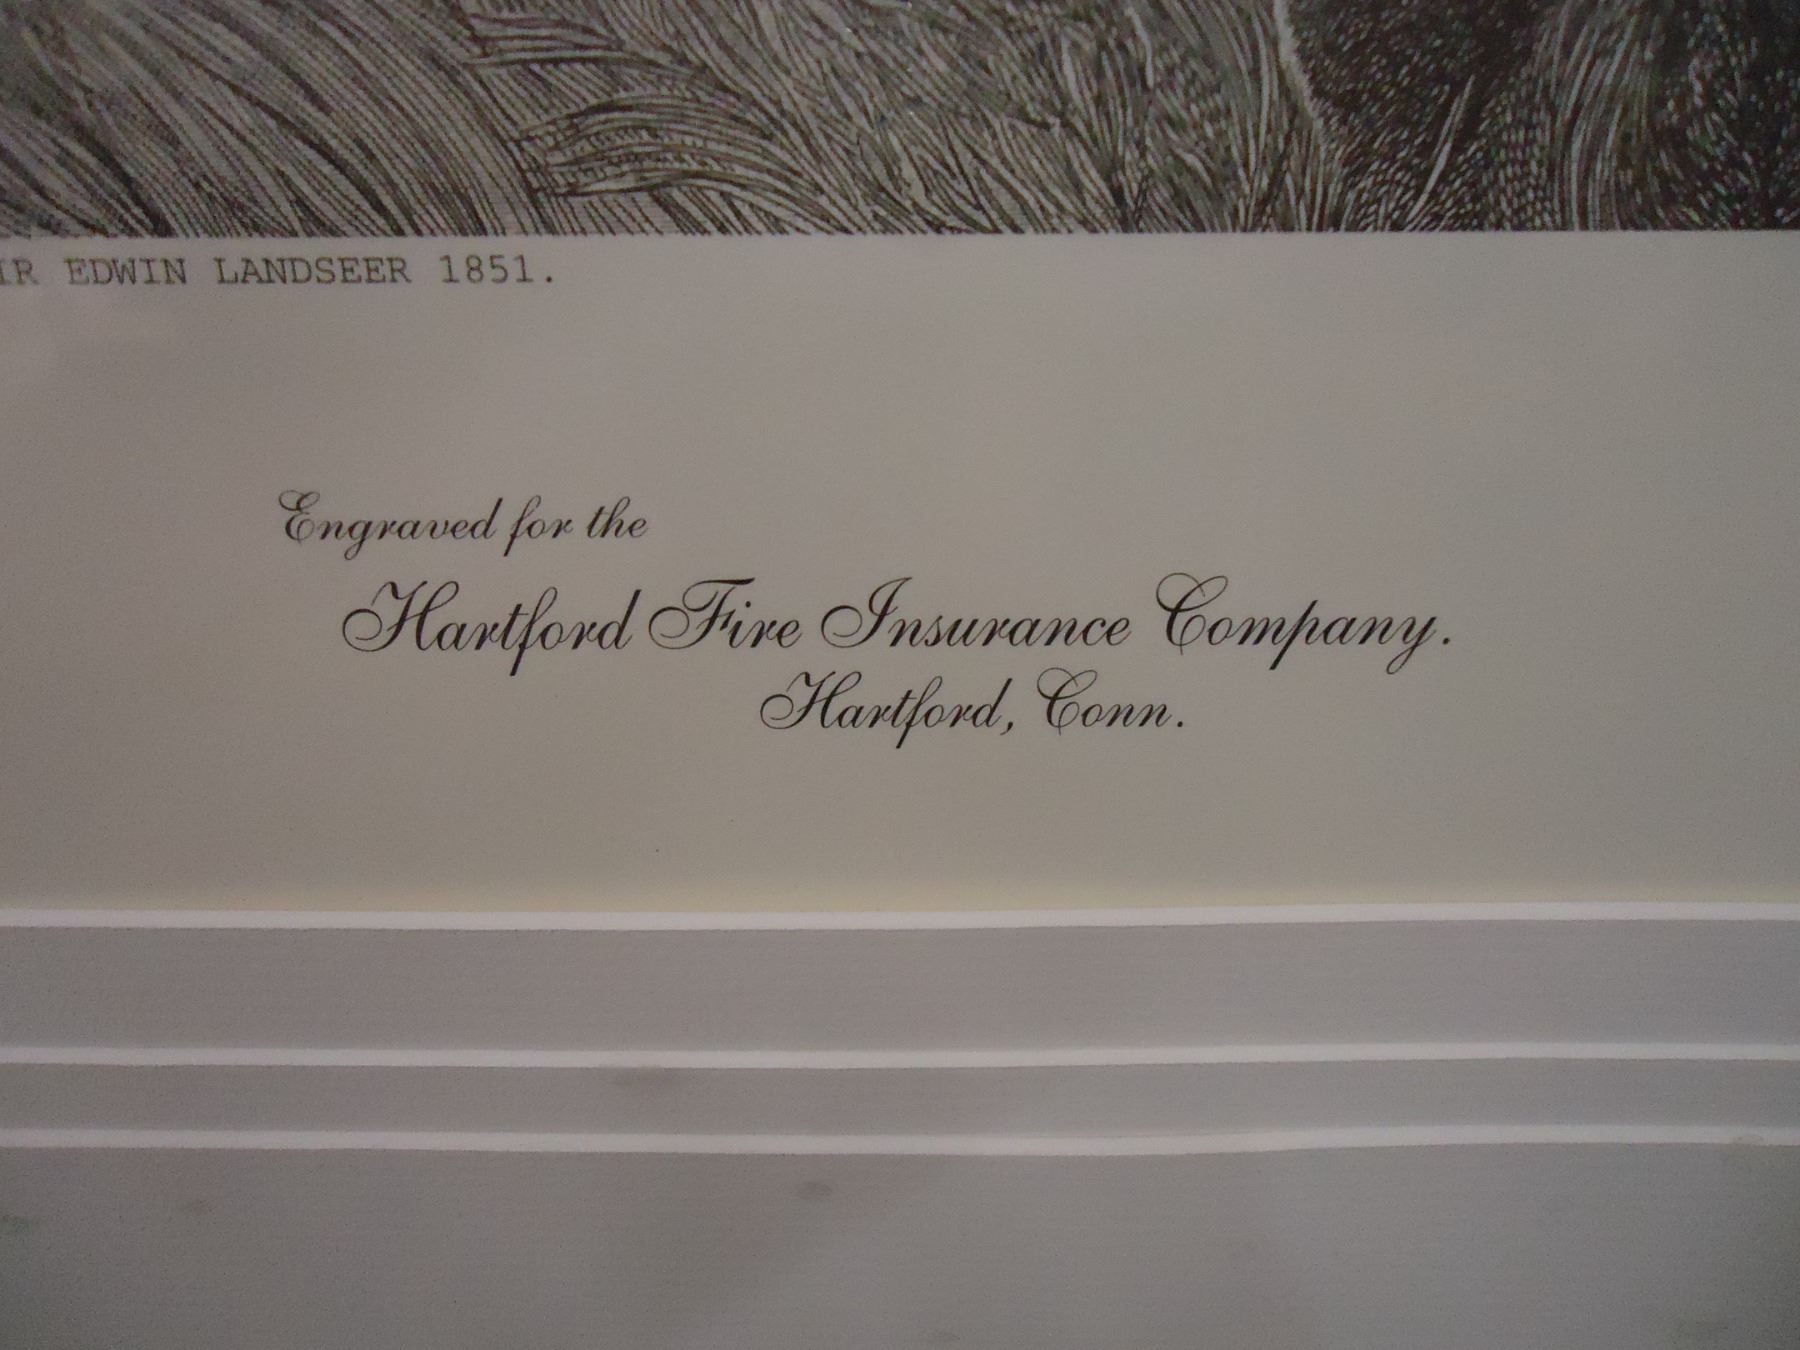 IR EDWIN LANDSEER 1851.
Engraved for the
Hartford Fire Insurance Company.
Hartford, Conn.